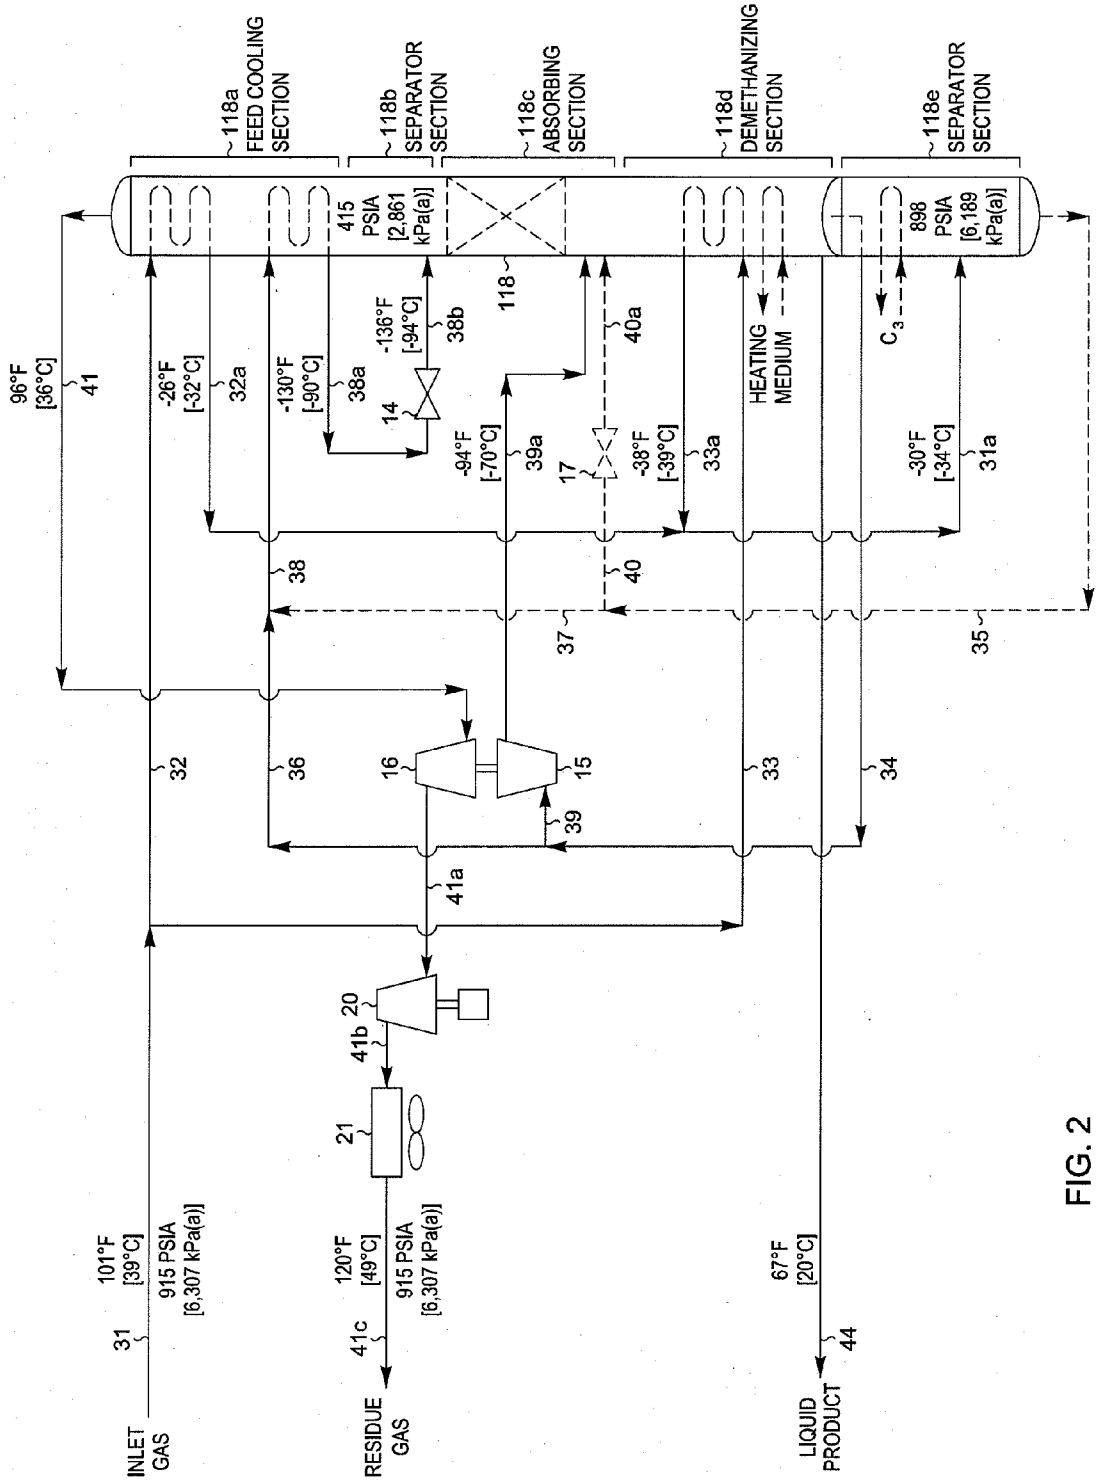 INLET
GAS
31
101°F
[39°C]
915 PSIA
[6,307 kPa(a)]
32
96°F
[36°C]
41
118a
FEED COOLING
SECTION
118b
SEPARATOR
SECTION
118c
ABSORBING
SECTION
118d
DEMETHANIZING
SECTION
118e
SEPARATOR
SECTION
-26°F
[-32°C]
32a
-130°F
[-90°C]
38a
415
PSIA
[2,861
kPa(a)]
-136°F
[-94°C]
38b
14
118
38
36
-94°F
[-70°C]
39a
40a
17
40
37
-38°F
[-39°C]
33a
HEATING
MEDIUM
C3
898
PSIA
[6,189
kPa(a)]
-30°F
[-34°C]
31a
35
16
15
39
33
34
41a
20
41b
21
120°F
[49°C]
41c
915 PSIA
[6,307 kPa(a)]
RESIDUE
GAS
67°F
[20°C]
44
LIQUID
PRODUCT
FIG. 2